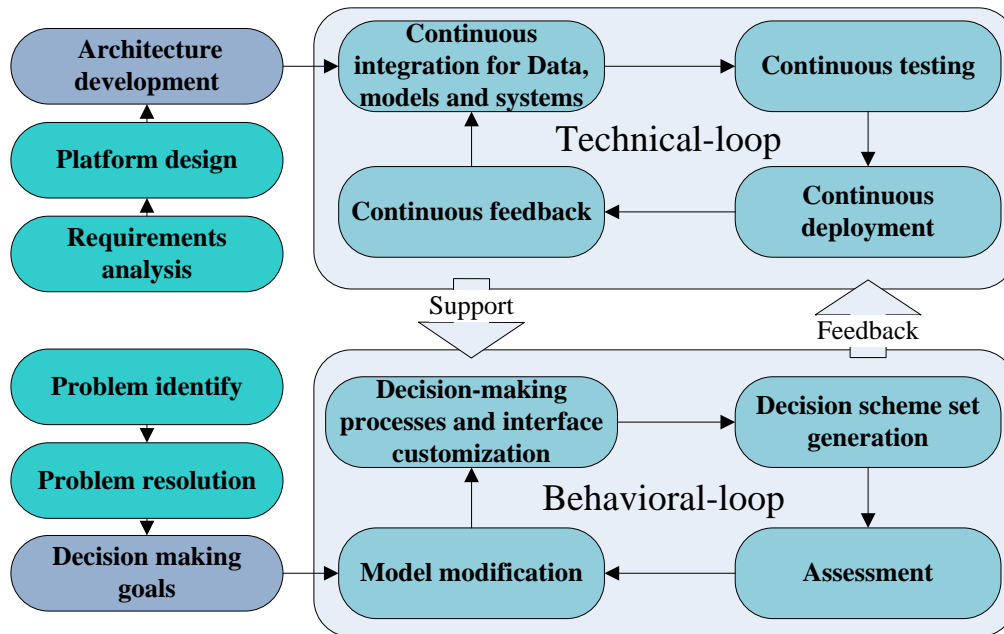 Architecture
development
Platform design
Requirements
analysis
Continuous
integration for Data,
models and systems
Continuous testing
Technical-loop
Continuous feedback
Continuous
deployment
Support
Feedback
Problem identify
Problem resolution
Decision making
goals
Decision-making
processes and interface
customization
Decision scheme set
generation
Behavioral-loop
Model modification
Assessment